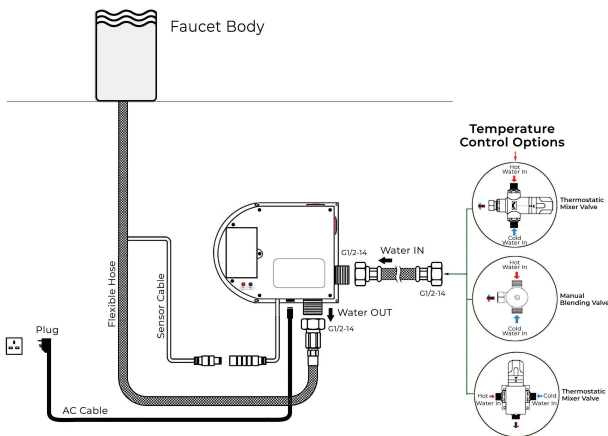 Faucet Body
Temperature
Control Options
Hot
Water In
Thermostatic
Mixer Valve
Cold
Water In
G1/2-14
Water IN
G1/2-14
Hot
Water In
Manual
Blending Valve
Cold
Water In
Water OUT
G1/2-14
Flexible Hose
Sensor Cable
Plug
AC Cable
Hot
Water In
Cold
Water In
Thermostatic
Mixer Valve